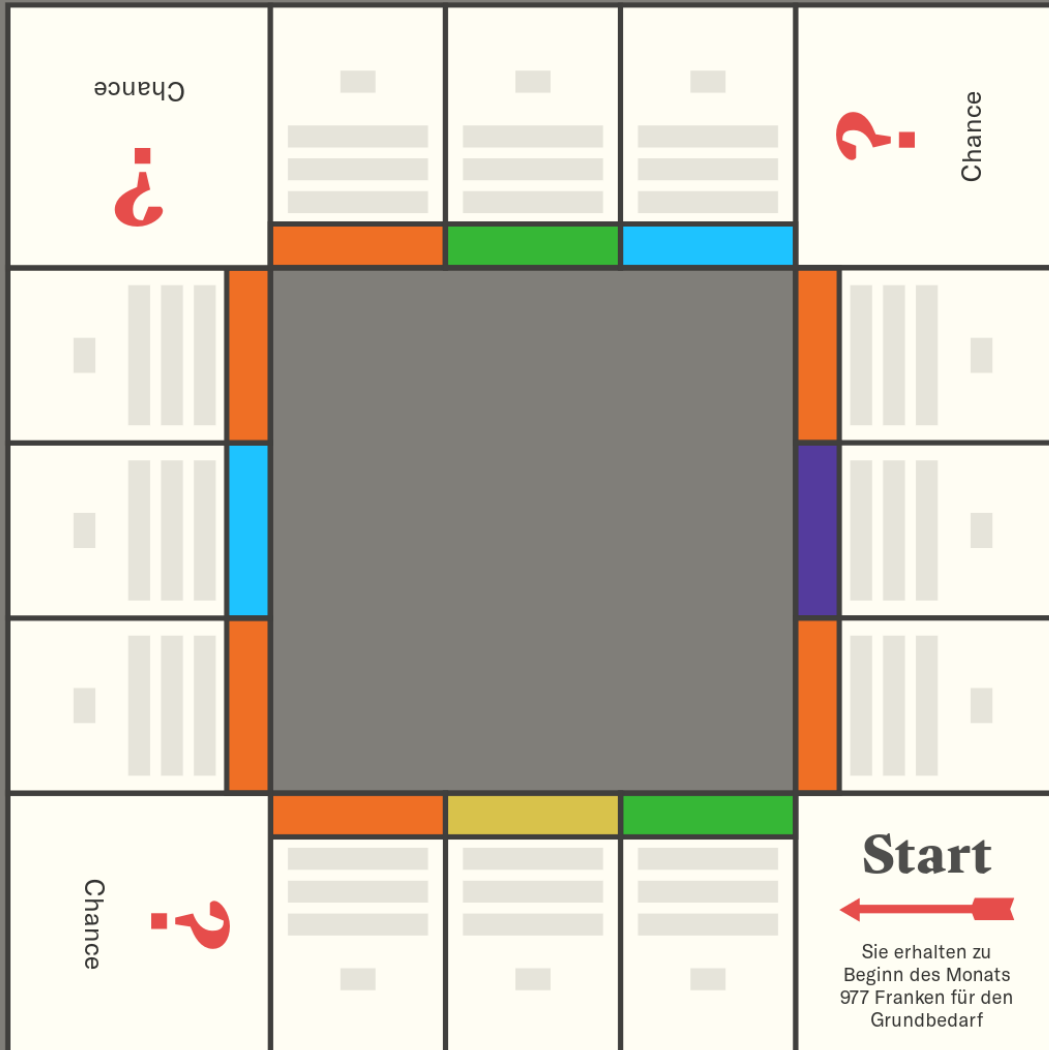 Chance
?
Chance
?
Chance
?
Start
Sie erhalten zu
Beginn des Monats
977 Franken für den
Grundbedarf